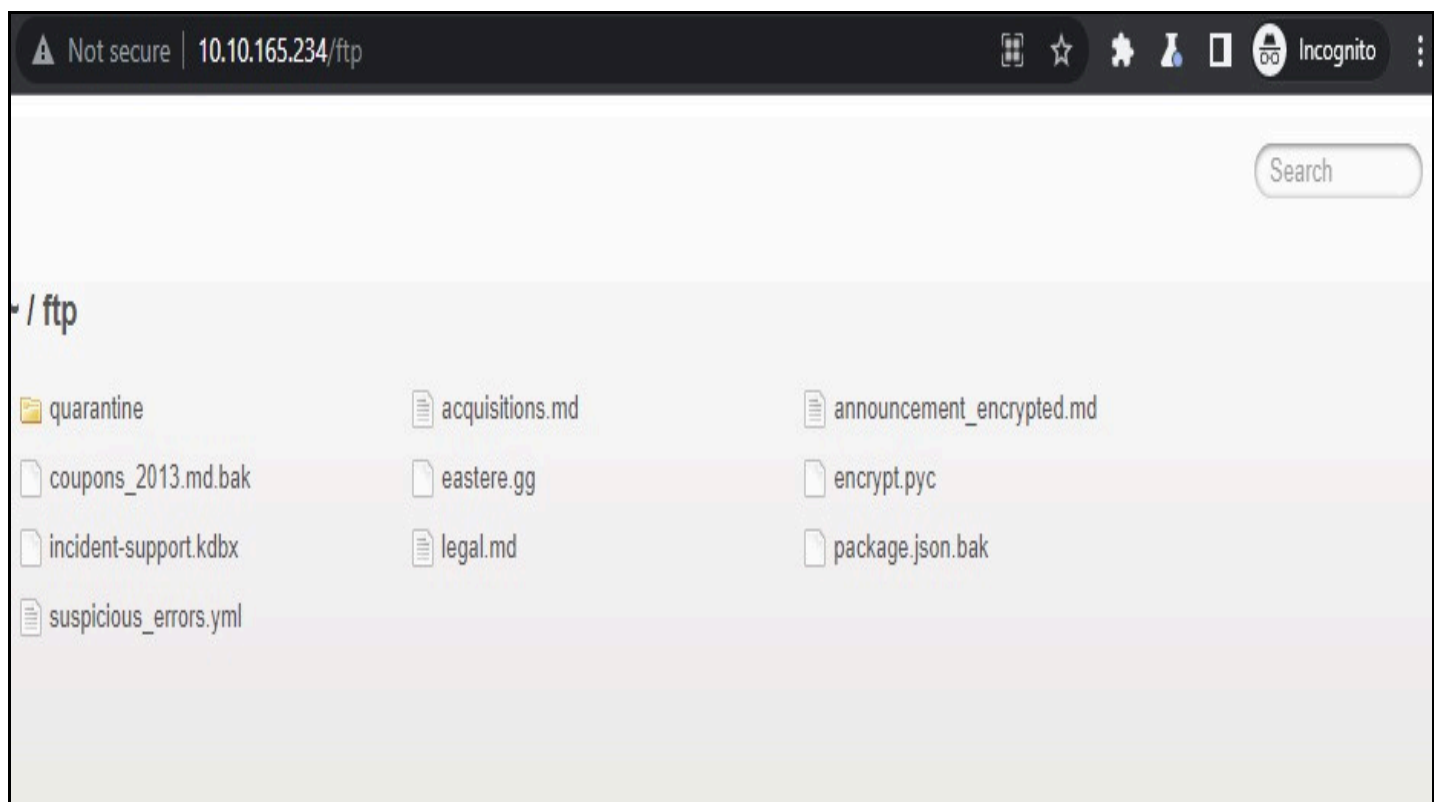 Not secure | 10.10.165.234/ftp Incognito
Search
~ / ftp
quarantine acquisitions.md announcement_encrypted.md
coupons_2013.md.bak eastere.gg encrypt.pyc
incident-support.kdbx legal.md package.json.bak
suspicious_errors.yml